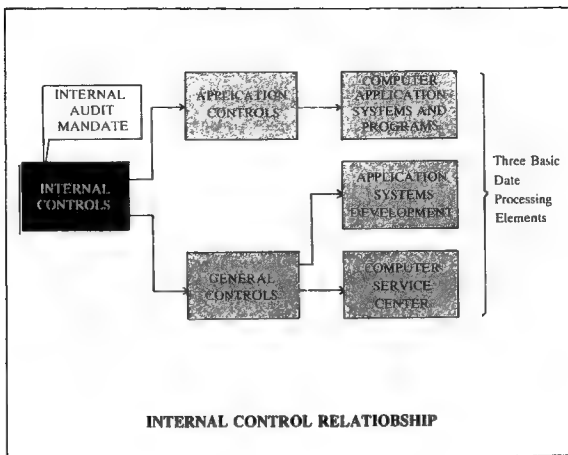 INTERNAL
AUDIT
MANDATE
INTERNAL
CONTROLS
APPLICATION
CONTROLS
COMPUTER
APPLICATION
SYSTEMS AND
PROGRAMS
APPLICATION
SYSTEMS
DEVELOPMENT
GENERAL
CONTROLS
COMPUTER
SERVICE
CENTER
Three Basic
Date
Processing
Elements
INTERNAL CONTROL RELATIOBSHIP